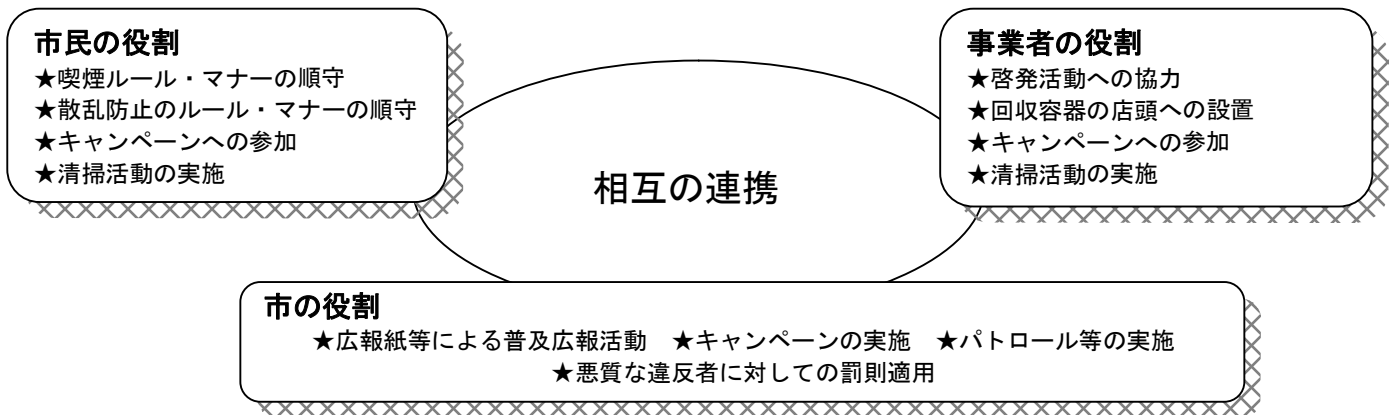 市民の役割
★喫煙ルール・マナーの順守
★散乱防止のルール・マナーの順守
★キャンペーンへの参加
★清掃活動の実施
事業者の役割
★啓発活動への協力
★回収容器の店頭への設置
★キャンペーンへの参加
★清掃活動の実施
相互の連携
市の役割
★広報紙等による普及広報活動　★キャンペーンの実施　★パトロール等の実施
★悪質な違反者に対しての罰則適用